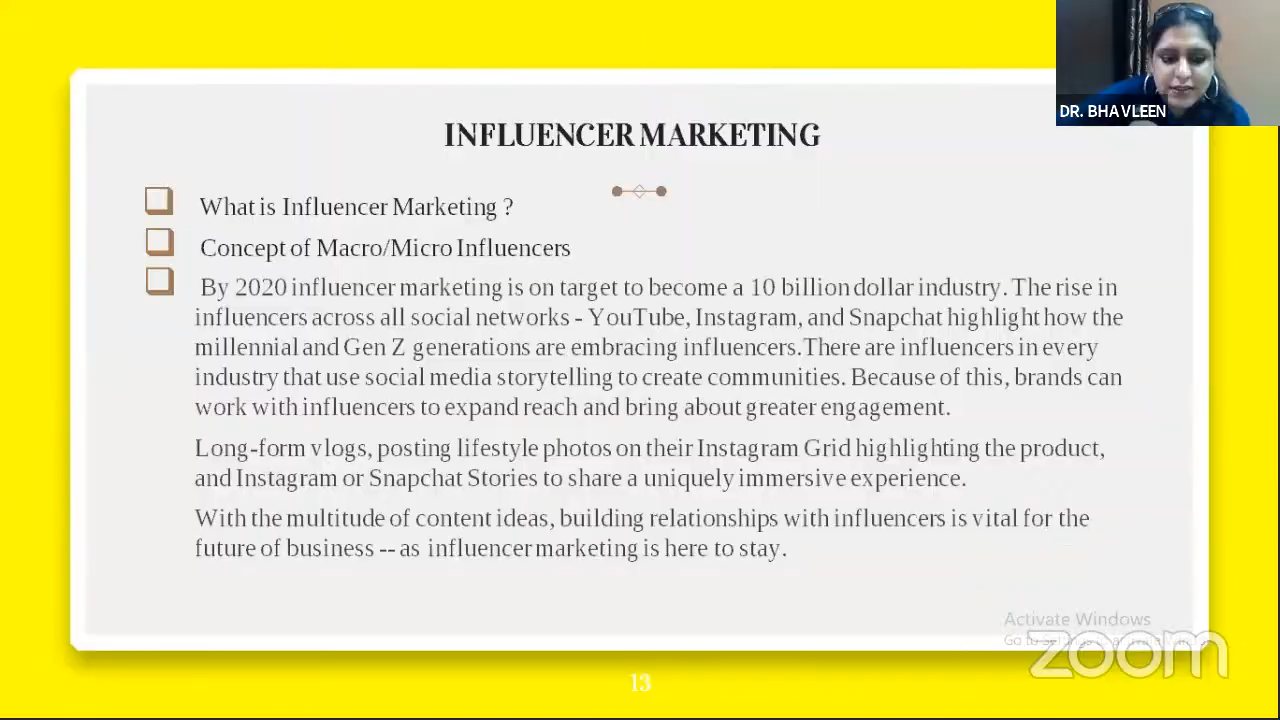 DR. BHAVLEEN
INFLUENCER MARKETING
What is Influencer Marketing ?
Concept of Macro/Micro Influencers
By 2020 influencer marketing is on target to become a 10 billion dollar industry. The rise in
influencers across all social networks - YouTube, Instagram, and Snapchat highlight how the
millennial and Gen Z generations are embracing influencers.There are influencers in every
industry that use social media storytelling to create communities. Because of this, brands can
work with influencers to expand reach and bring about greater engagement.
Long-form vlogs, posting lifestyle photos on their Instagram Grid highlighting the product,
and Instagram or Snapchat Stories to share a uniquely immersive experience.
With the multitude of content ideas, building relationships with influencers is vital for the
future of business -- as influencer marketing is here to stay.
Activate Windows
Go to
zoom
13